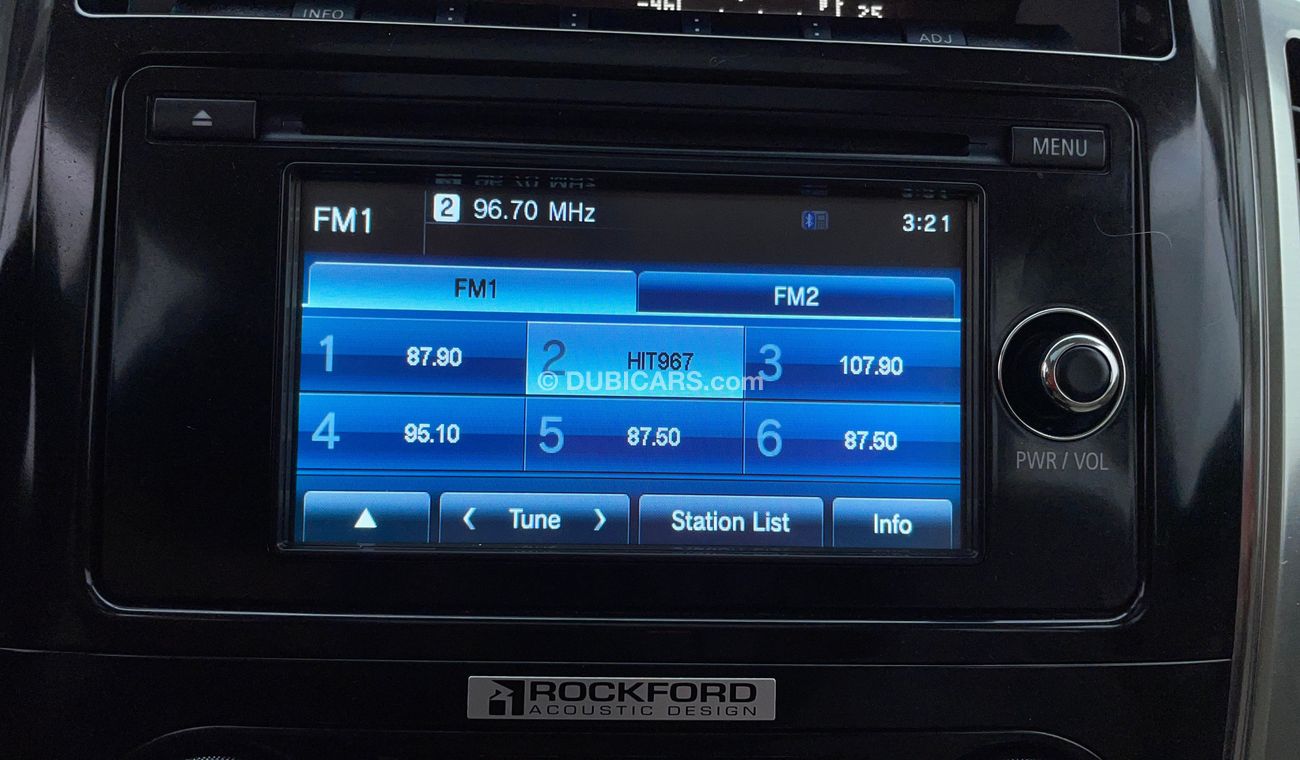 INFO
ADJ
MENU
FM1
2 96.70 MHz
3:21
FM1 FM2
1 87.90 2 HIT967 3 107.90
© DUBICARS.com
4 95.10 5 87.50 6 87.50
< Tune > Station List Info
PWR / VOL
ROCKFORD
ACOUSTIC DESIGN